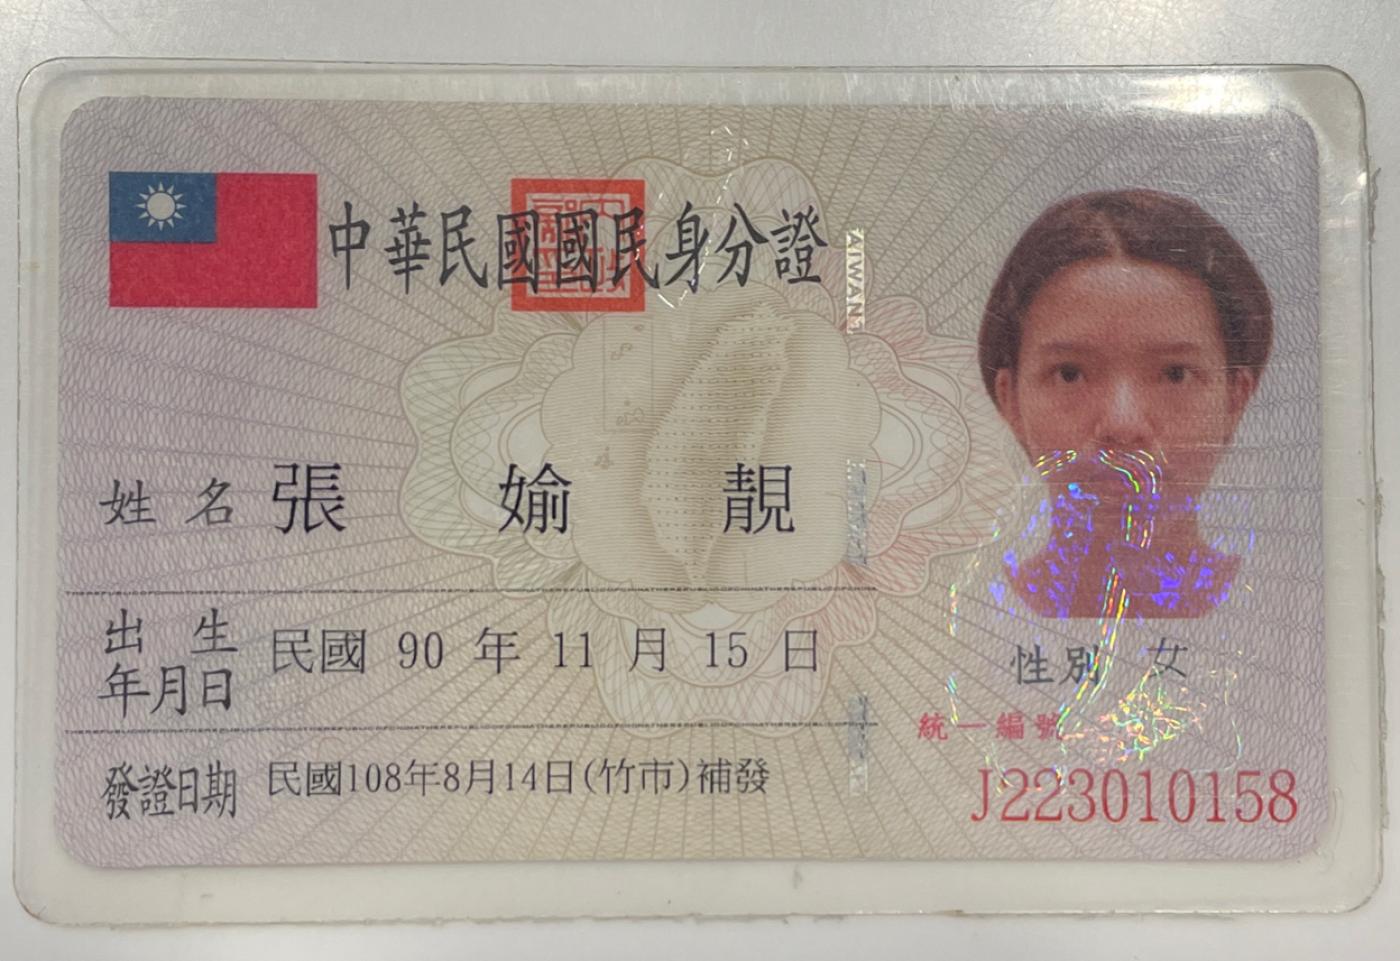 中華民國國民身分證
TAIWAN
姓名 張 婾 靚
出生年月日 民國 90 年 11 月 15 日
發證日期 民國108年8月14日(竹市)補發
性別 女
統一編號
J223010158